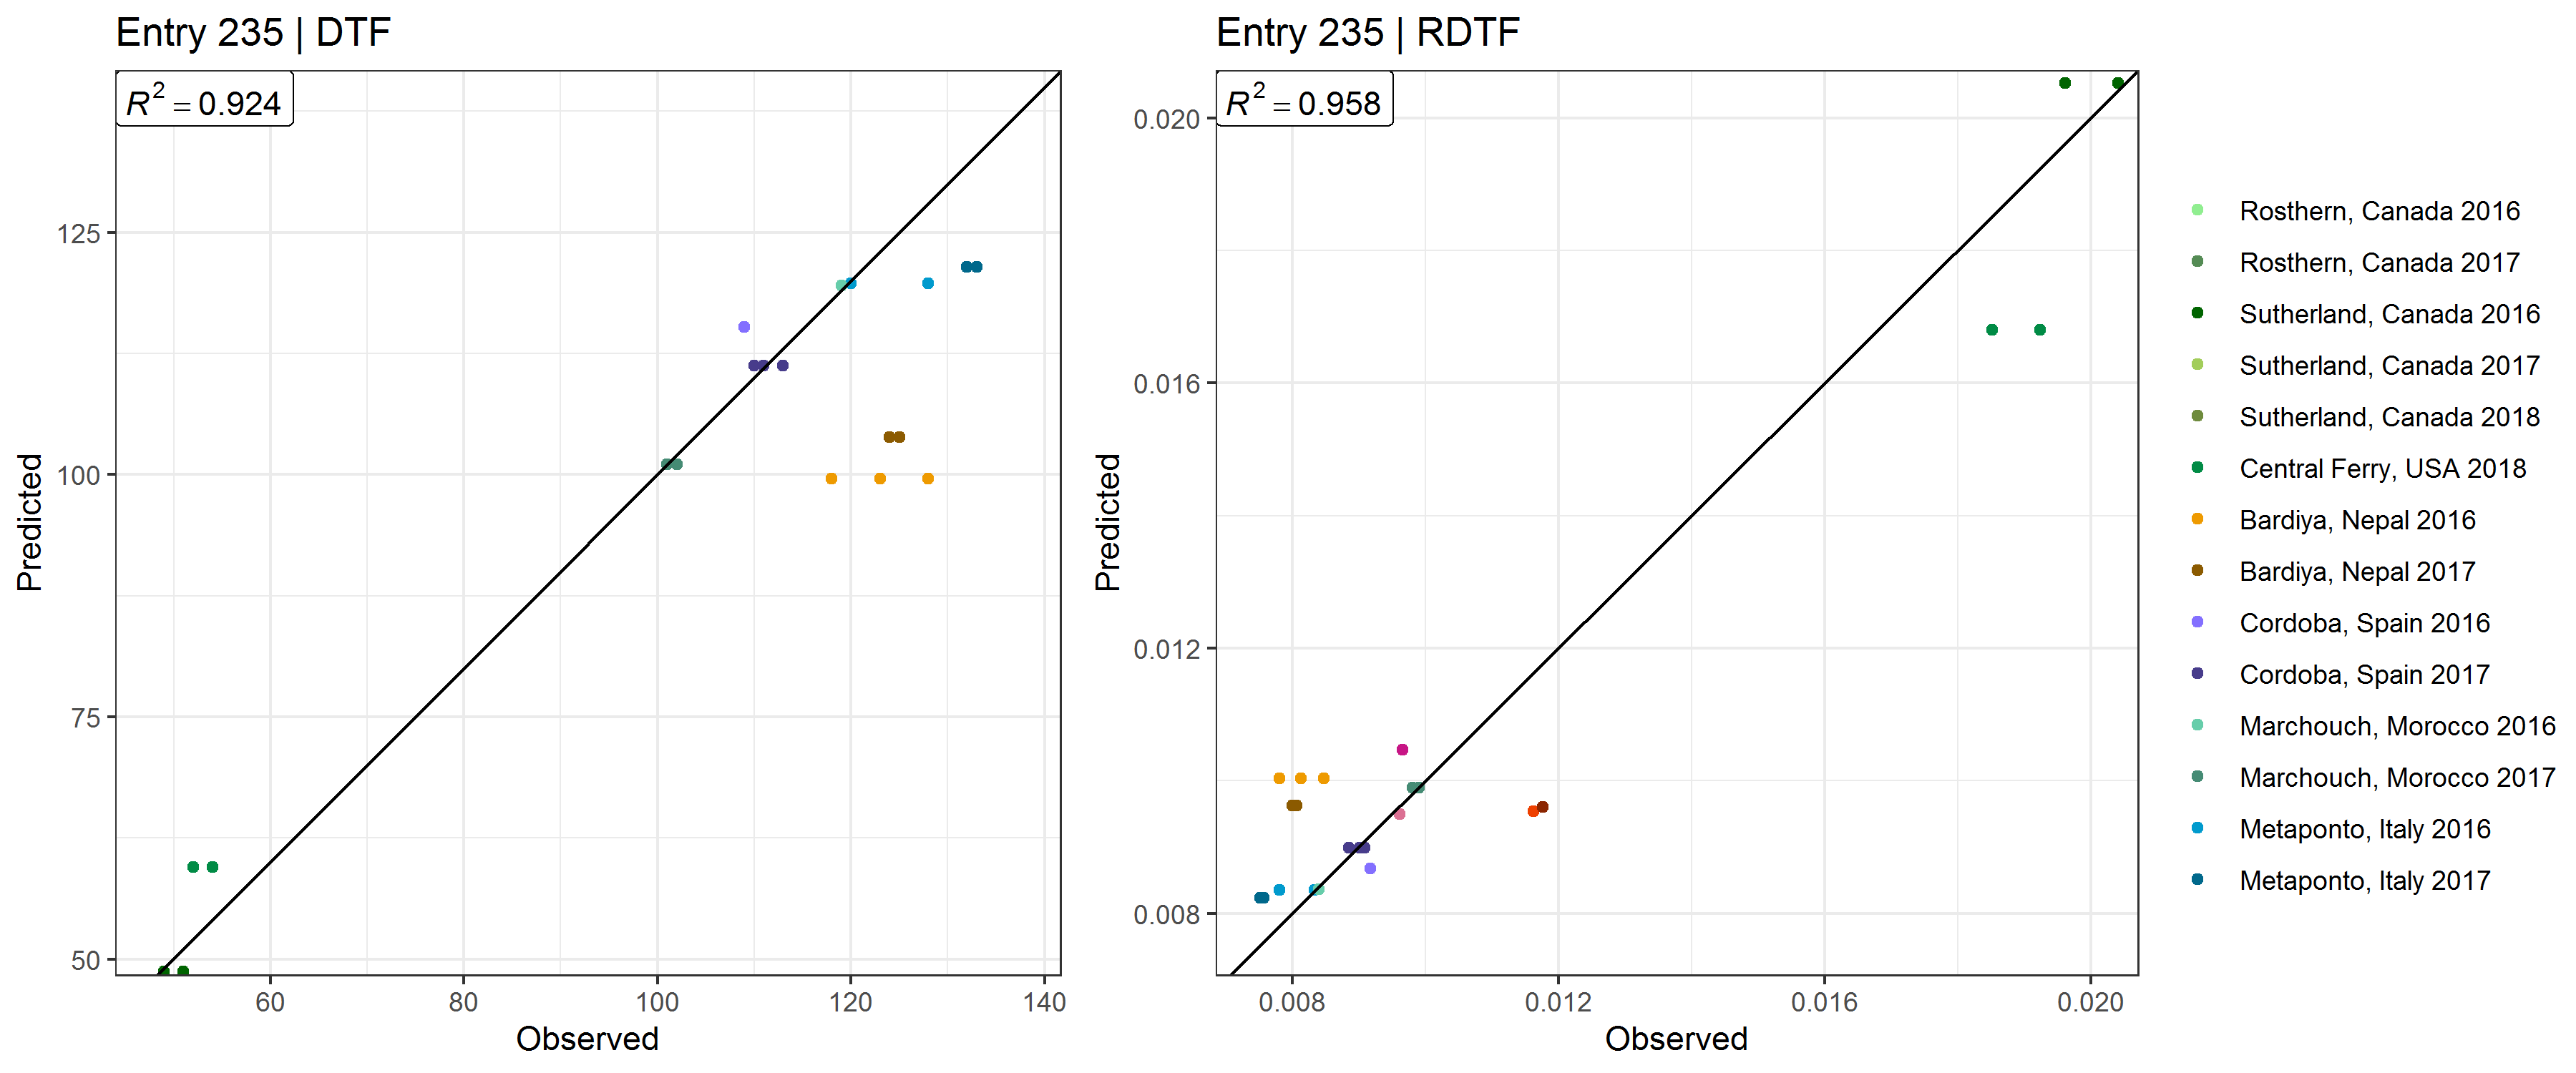 Entry 235 | DTF
R² = 0.924
125
100
75
50
Predicted
60 80 100 120 140
Observed
Entry 235 | RDTF
R² = 0.958
0.020
0.016
0.012
0.008
Predicted
0.008 0.012 0.016 0.020
Observed
Rosthern, Canada 2016
Rosthern, Canada 2017
Sutherland, Canada 2016
Sutherland, Canada 2017
Sutherland, Canada 2018
Central Ferry, USA 2018
Bardiya, Nepal 2016
Bardiya, Nepal 2017
Cordoba, Spain 2016
Cordoba, Spain 2017
Marchouch, Morocco 2016
Marchouch, Morocco 2017
Metaponto, Italy 2016
Metaponto, Italy 2017